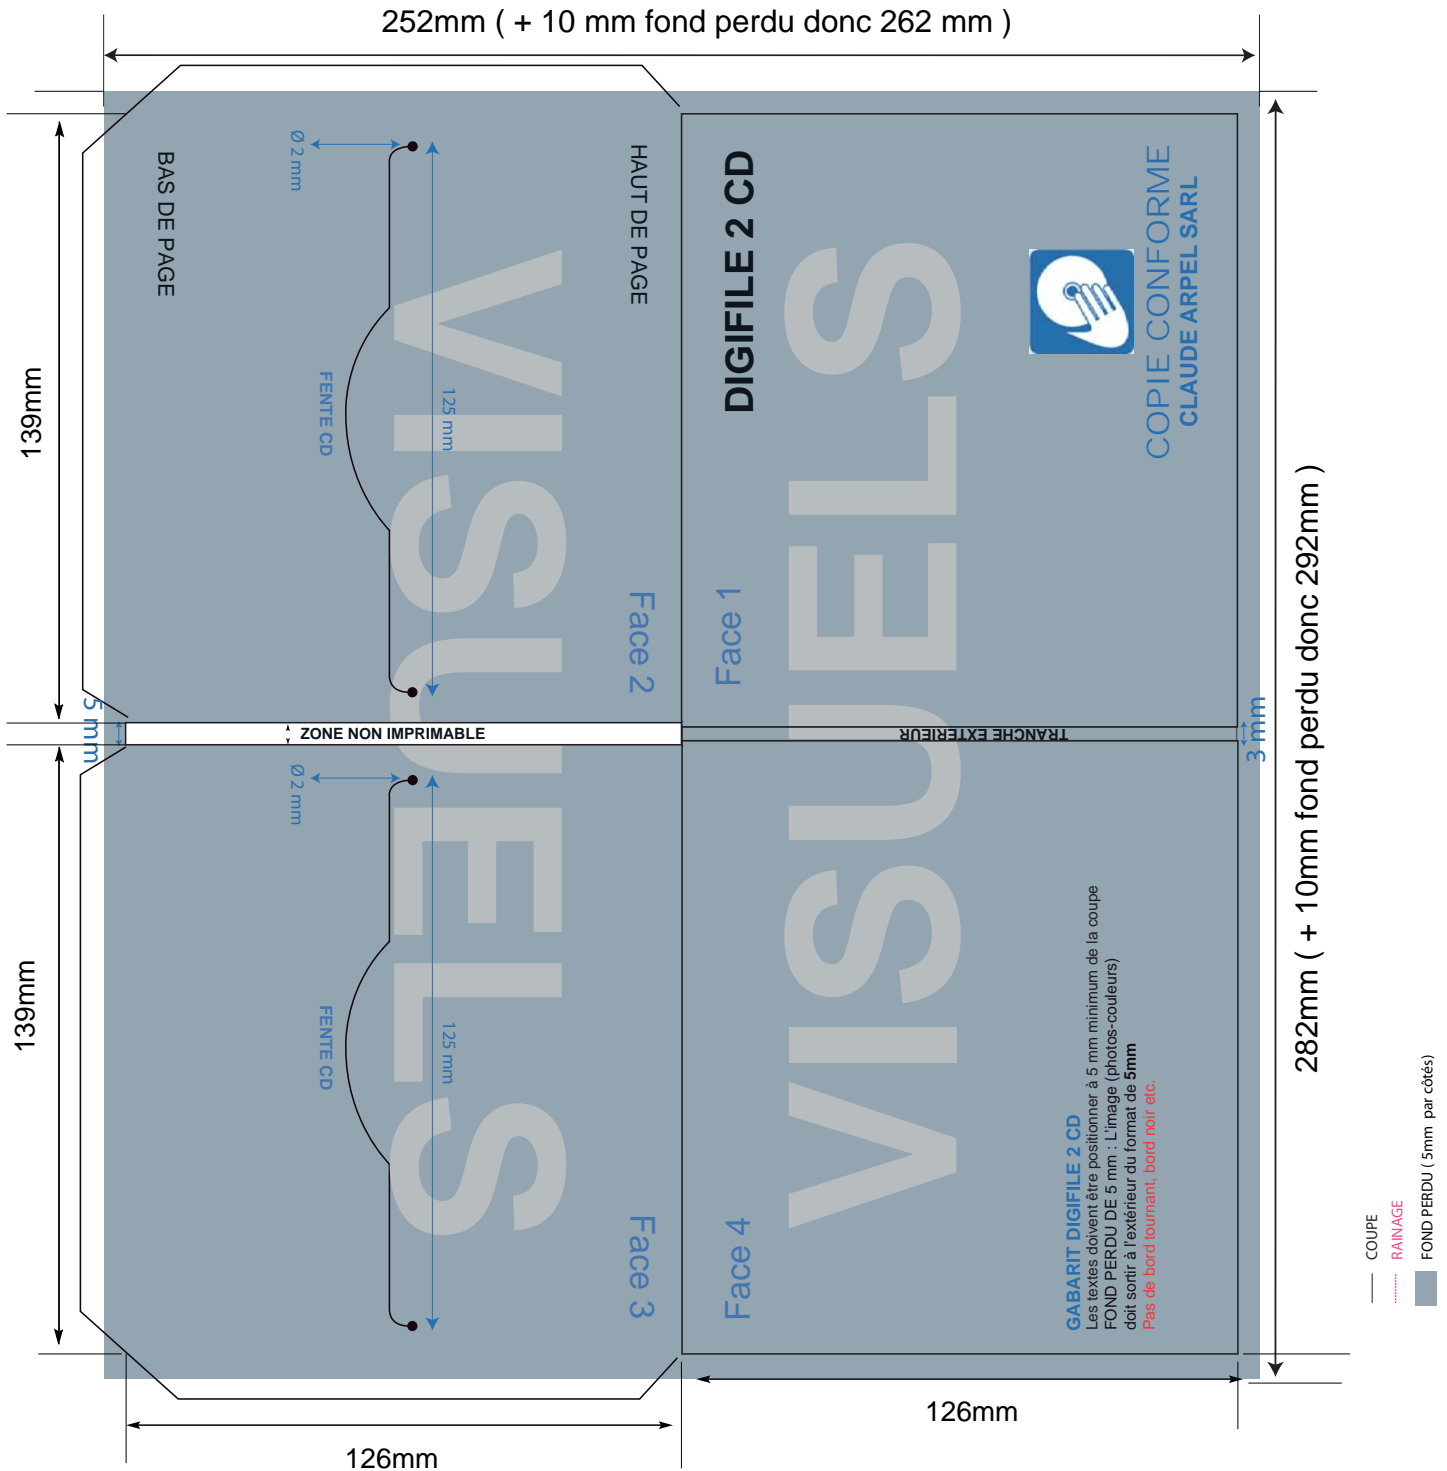 252mm ( + 10 mm fond perdu donc 262 mm )
BAS DE PAGE
Ø 2 mm
HAUT DE PAGE
FENTE CD
125 mm
VISUELS
Face 2
139mm
DIGIFILE 2 CD
COPIE CONFORME
CLAUDE ARPEL SARL
Face 1
VISUELS
282mm ( + 10mm fond perdu donc 292mm )
5 mm
ZONE NON IMPRIMABLE
TRANCHE EXTERIEUR
3 mm
139mm
Ø 2 mm
FENTE CD
125 mm
Face 3
Face 4
GABARIT DIGIFILE 2 CD
Les textes doivent être positionner à 5 mm minimum de la coupe
FOND PERDU DE 5 mm : L'image (photos-couleurs)
doit sortir à l'extérieur du format de 5mm
Pas de bord tournant, bord noir etc.
COUPE
RAINAGE
FOND PERDU ( 5mm par côtés)
126mm
126mm